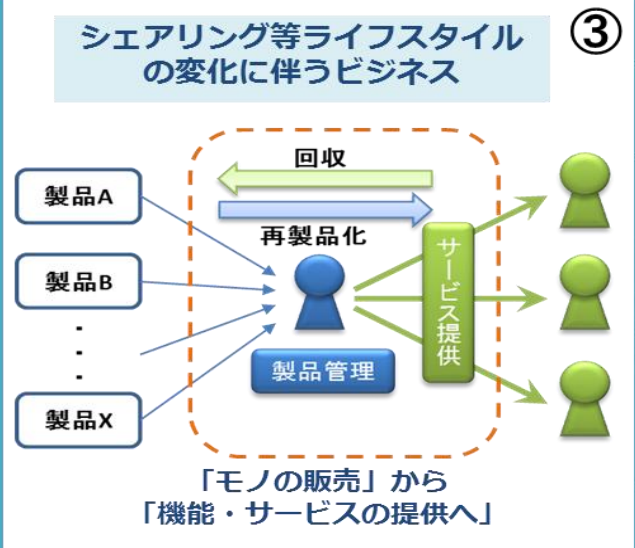 シェアリング等ライフスタイル
の変化に伴うビジネス
③
回収
再製品化
製品A
製品B
・
・
・
製品X
製品管理
サービス提供
「モノの販売」から
「機能・サービスの提供へ」